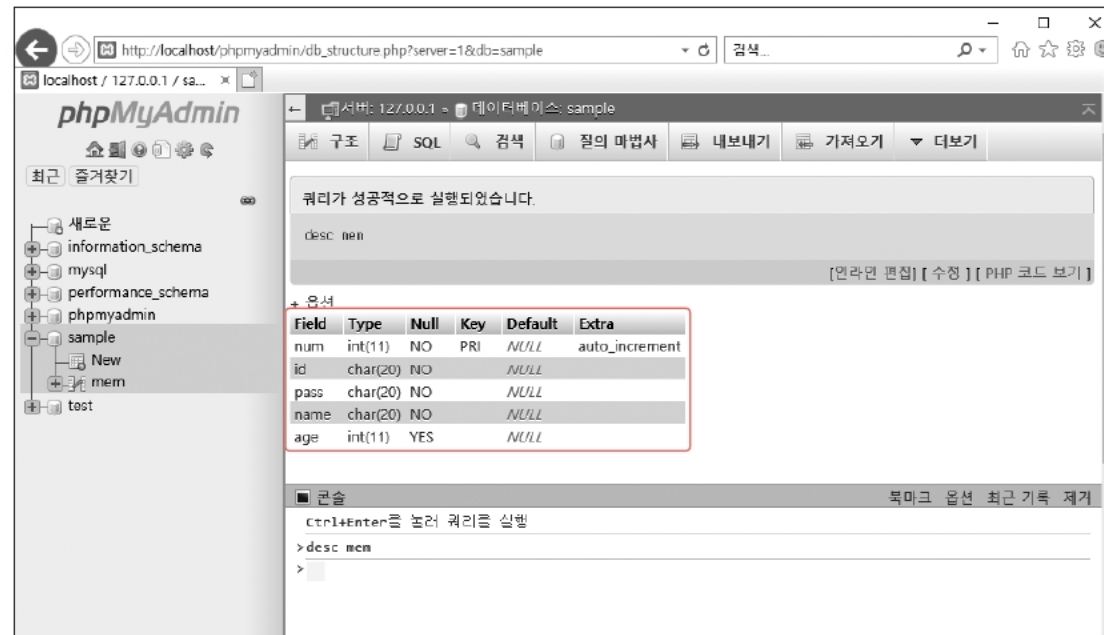 http://localhost/phpmyadmin/db_structure.php?server=1&db=sample
검색...
localhost / 127.0.0.1 / sa...
phpMyAdmin
최근 즐겨찾기
새로운
information_schema
mysql
performance_schema
phpmyadmin
sample
New
mem
test
서버: 127.0.0.1 » 데이터베이스: sample
구조 SQL 검색 질의 마법사 내보내기 가져오기 더보기
쿼리가 성공적으로 실행되었습니다.
desc mem
[인라인 편집] [ 수정 ] [ PHP 코드 보기 ]
+ 옵션
Field Type Null Key Default Extra
num int(11) NO PRI NULL auto_increment
id char(20) NO NULL
pass char(20) NO NULL
name char(20) NO NULL
age int(11) YES NULL
콘솔 북마크 옵션 최근 기록 제거
Ctrl+Enter를 눌러 쿼리를 실행
>desc mem
>